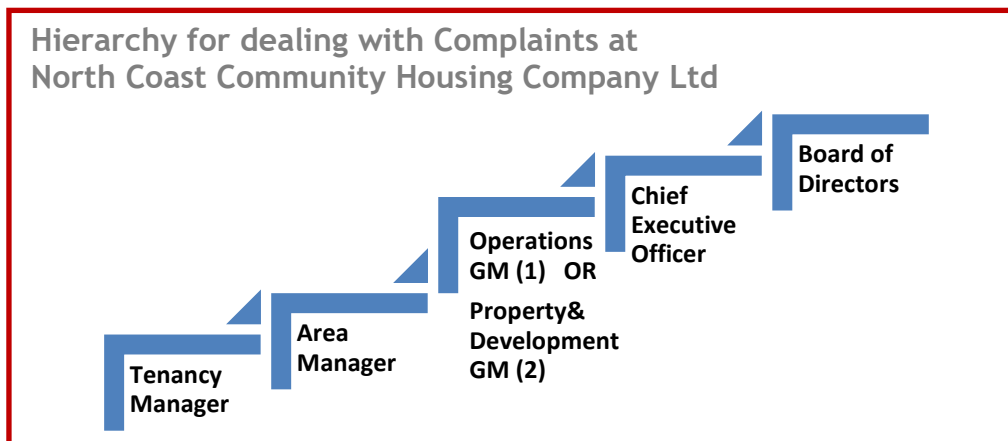 Hierarchy for dealing with Complaints at
North Coast Community Housing Company Ltd
Tenancy
Manager
Area
Manager
Operations
GM (1) OR
Property&
Development
GM (2)
Chief
Executive
Officer
Board of
Directors